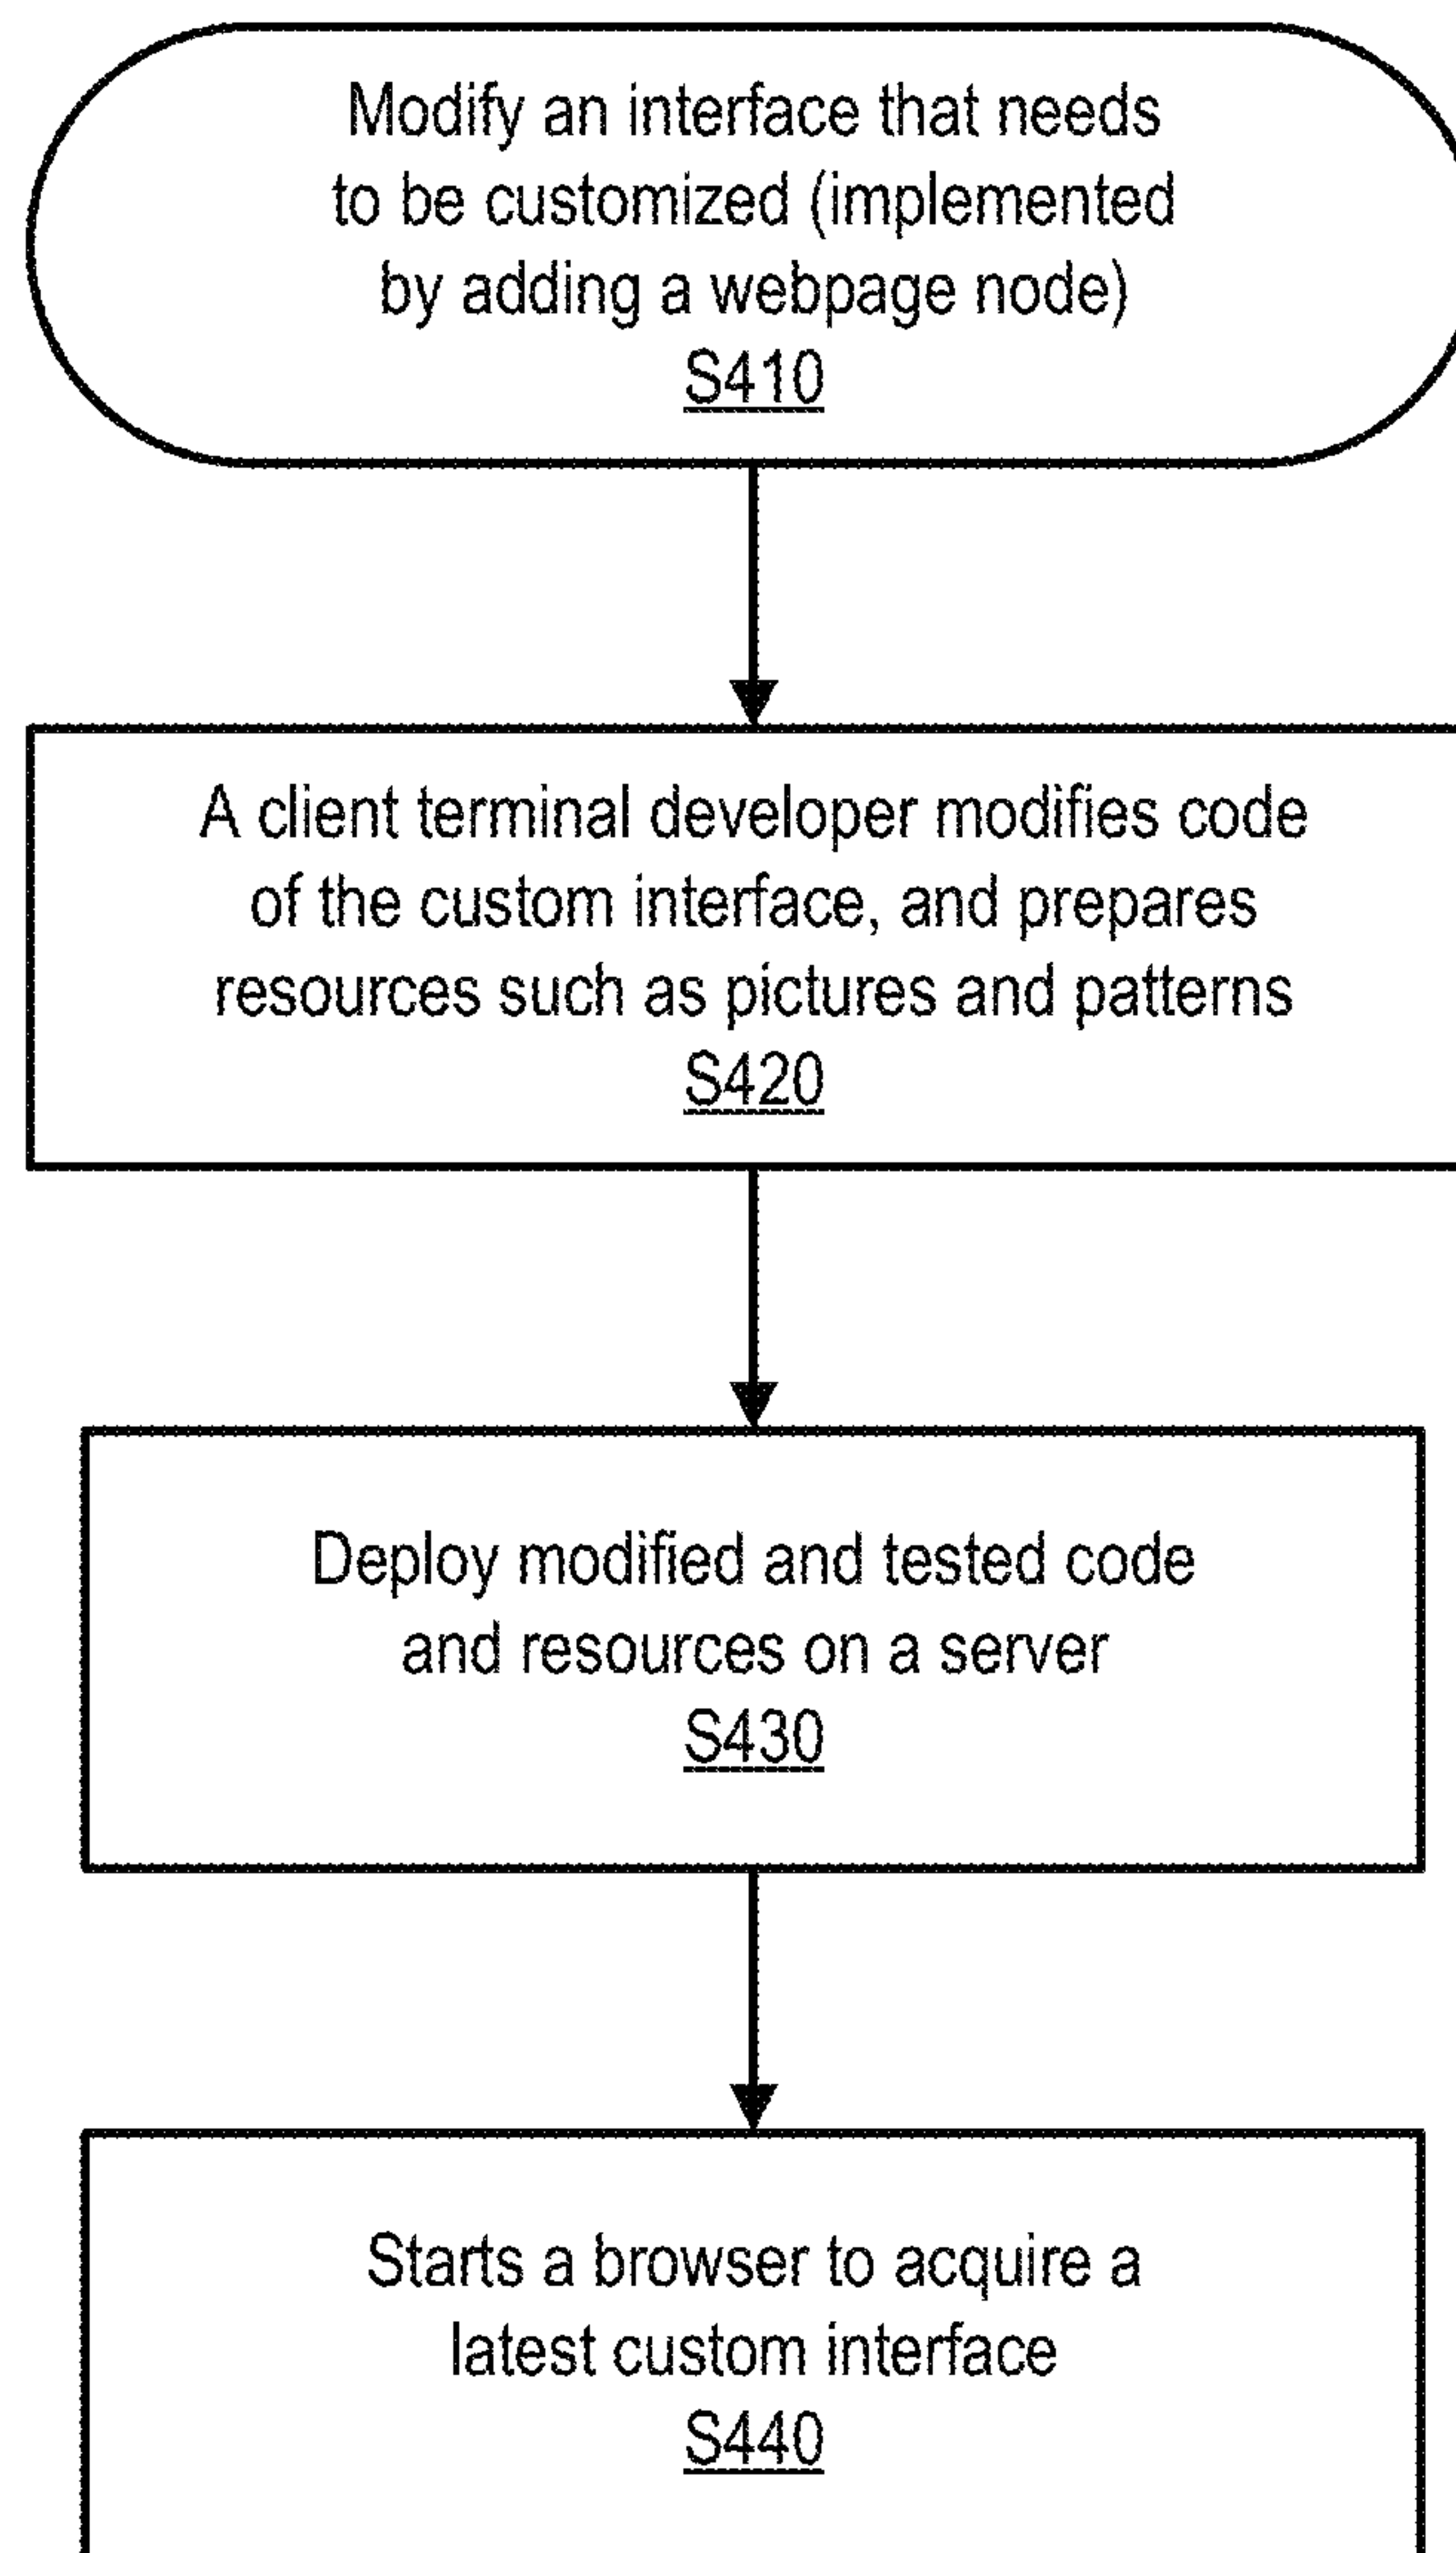 Modify an interface that needs
to be customized (implemented
by adding a webpage node)
S410
A client terminal developer modifies code
of the custom interface, and prepares
resources such as pictures and patterns
S420
Deploy modified and tested code
and resources on a server
S430
Starts a browser to acquire a
latest custom interface
S440